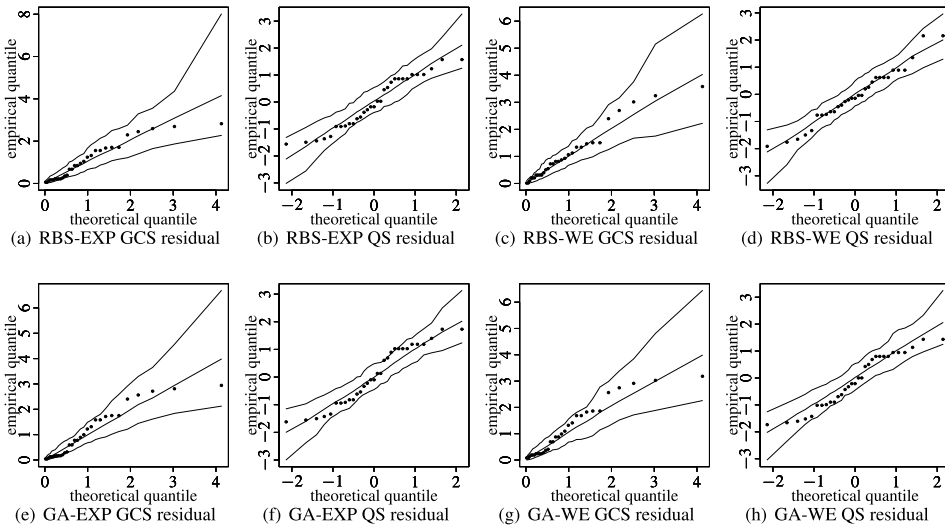 empirical quantile
0 2 4 6 8
0 1 2 3 4
theoretical quantile
(a) RBS-EXP GCS residual
empirical quantile
−3 −2 −1 0 1 2 3
−2 −1 0 1 2
theoretical quantile
(b) RBS-EXP QS residual
empirical quantile
0 1 2 3 4 5 6
0 1 2 3 4
theoretical quantile
(c) RBS-WE GCS residual
empirical quantile
−3 −2 −1 0 1 2 3
−2 −1 0 1 2
theoretical quantile
(d) RBS-WE QS residual
empirical quantile
0 1 2 3 4 5 6
0 1 2 3 4
theoretical quantile
(e) GA-EXP GCS residual
empirical quantile
−3 −2 −1 0 1 2 3
−2 −1 0 1 2
theoretical quantile
(f) GA-EXP QS residual
empirical quantile
0 1 2 3 4 5 6
0 1 2 3 4
theoretical quantile
(g) GA-WE GCS residual
empirical quantile
−3 −2 −1 0 1 2 3
−2 −1 0 1 2
theoretical quantile
(h) GA-WE QS residual